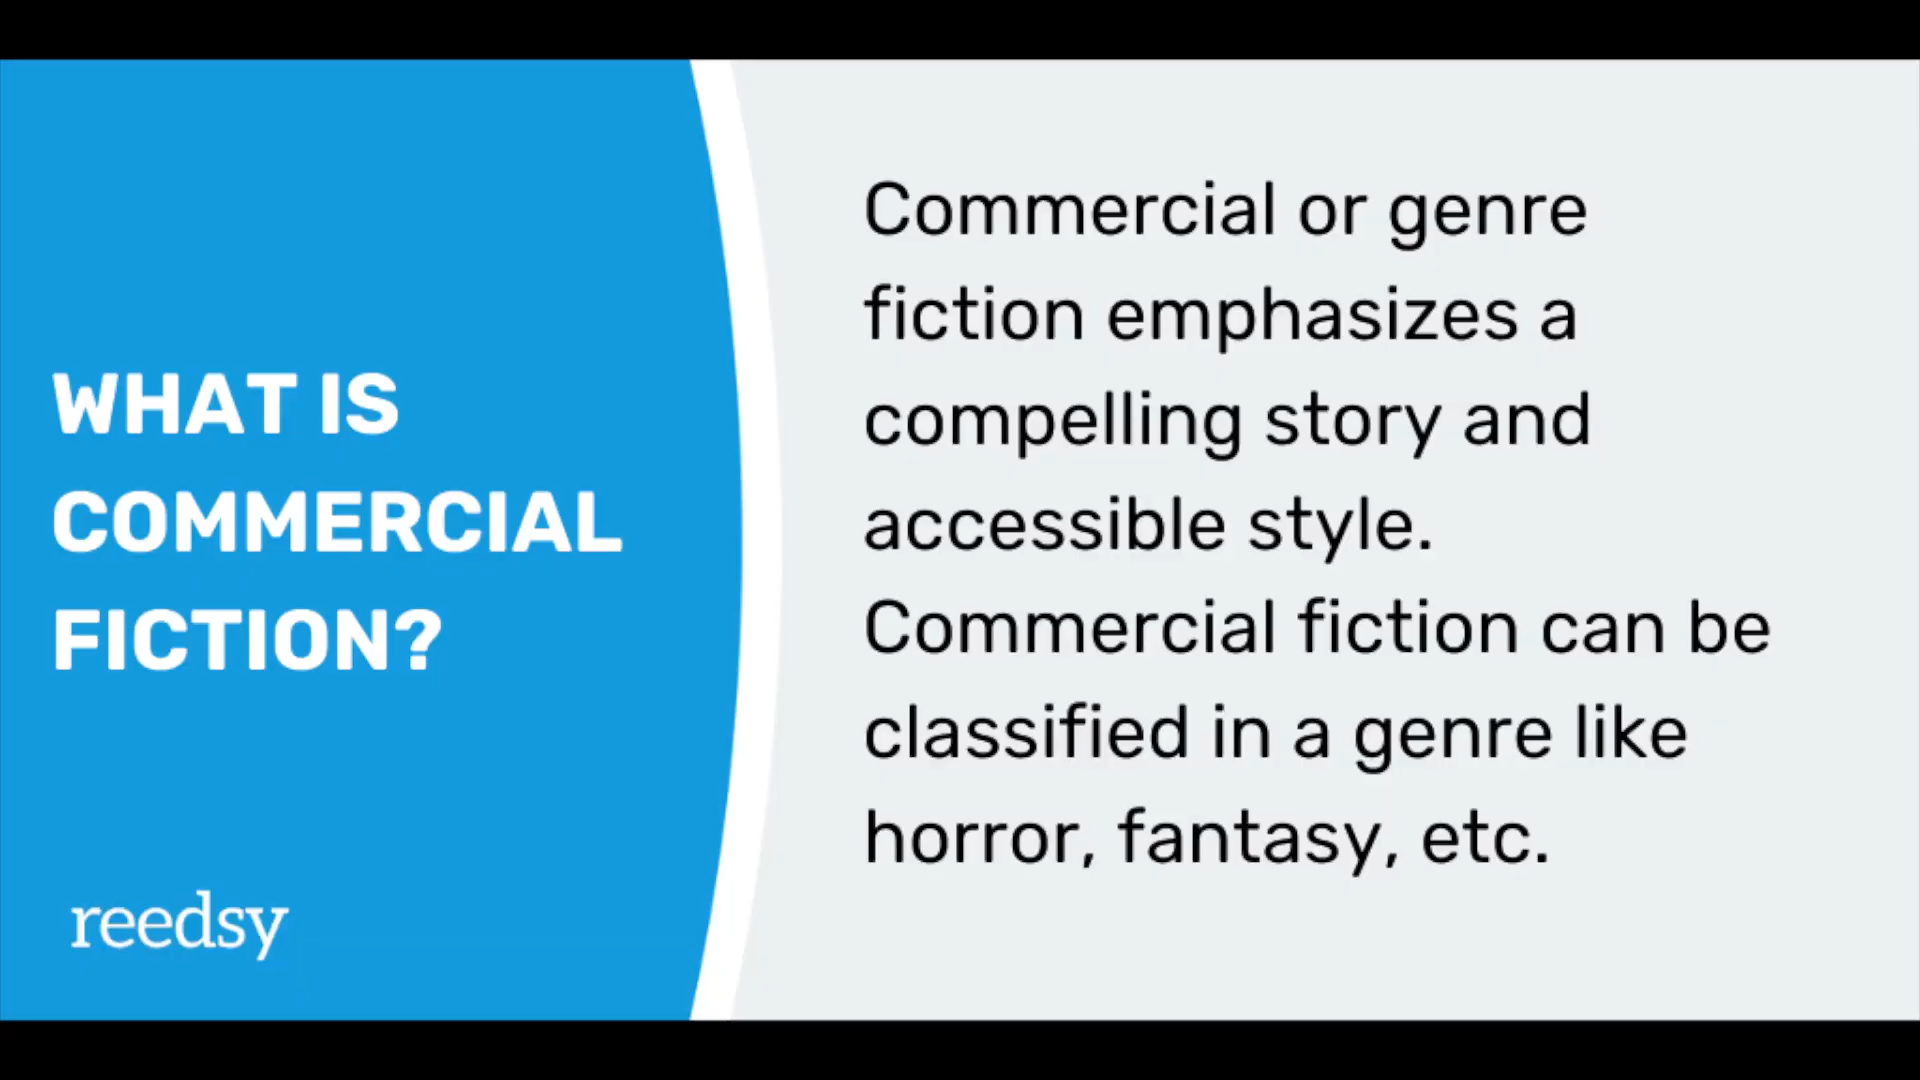 WHAT IS
COMMERCIAL
FICTION?
reedsy
Commercial or genre
fiction emphasizes a
compelling story and
accessible style.
Commercial fiction can be
classified in a genre like
horror, fantasy, etc.